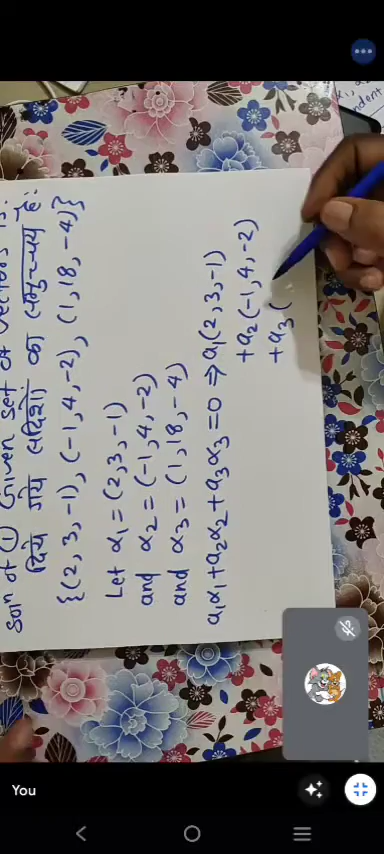 Soln of ① Given set of vectors is:
दिये गये सदिशों का समुच्चय है:
{(2, 3, -1), (-1, 4, -2), (1, 18, -4)}
Let α₁ = (2, 3, -1)
and α₂ = (-1, 4, -2)
and α₃ = (1, 18, -4)
a₁α₁ + a₂α₂ + a₃α₃ = 0 ⇒ a₁(2, 3, -1)
+ a₂(-1, 4, -2)
+ a₃(
You